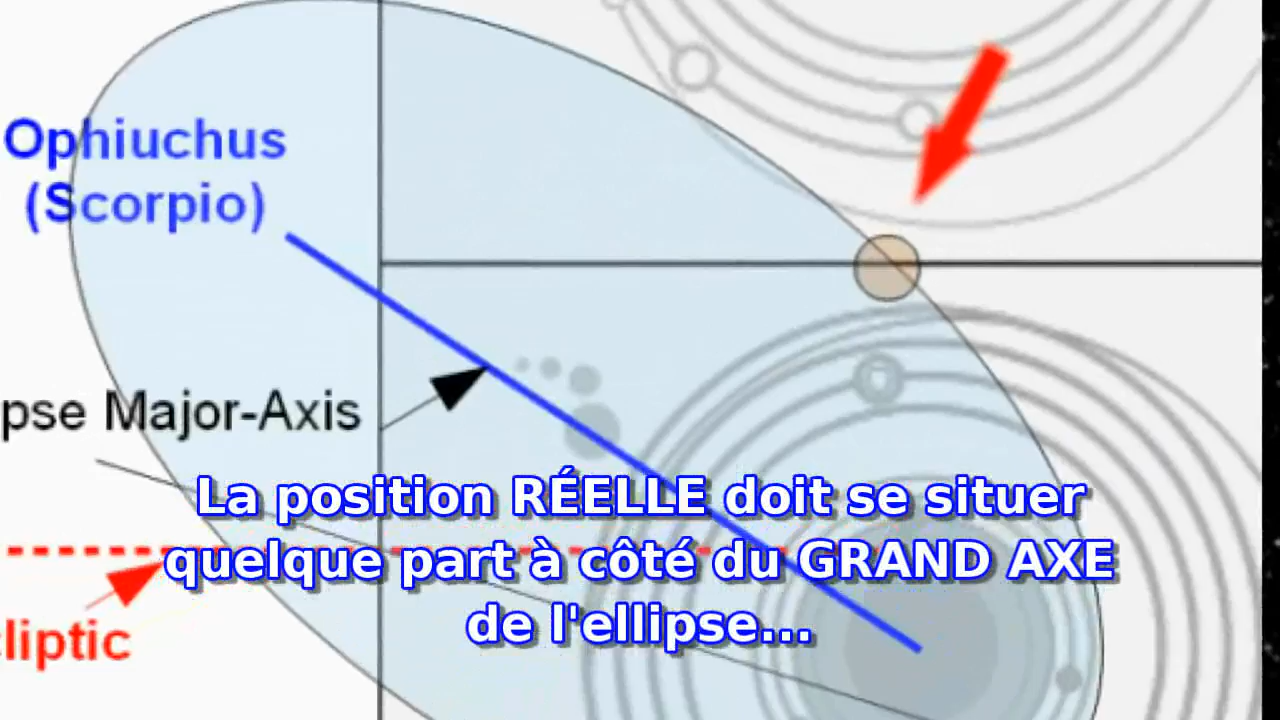 Ophiuchus
(Scorpio)
pse Major-Axis
La position RÉELLE doit se situer
quelque part à côté du GRAND AXE
de l'ellipse...
cliptic